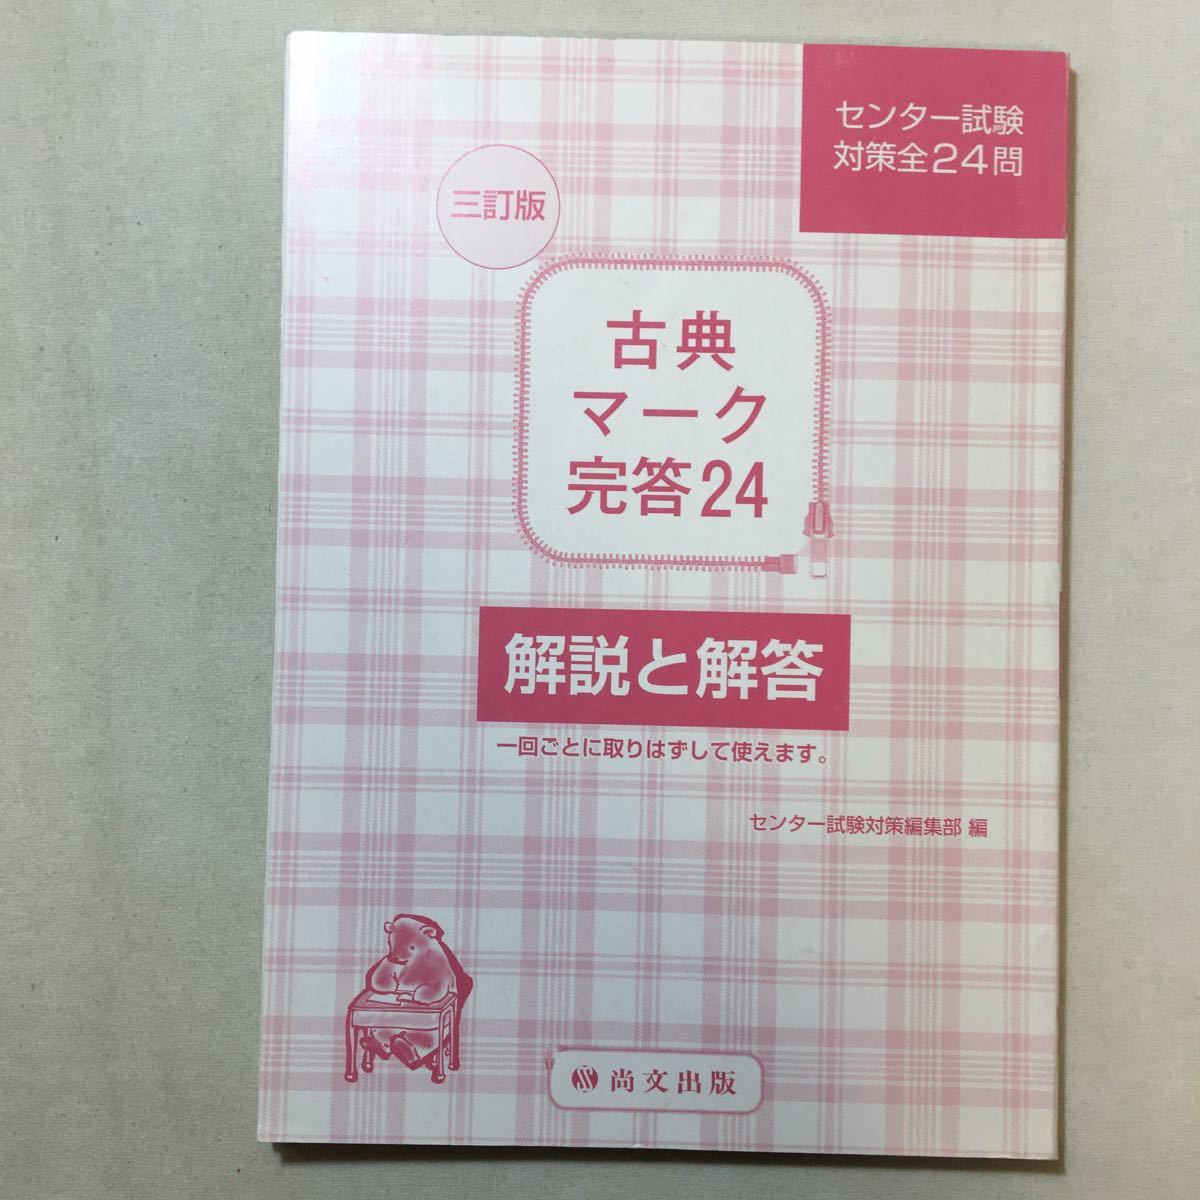 センター試験
対策全24問
三訂版
古典
マーク
完答24
解説と解答
一回ごとに取りはずして使えます。
センター試験対策編集部 編
尚文出版